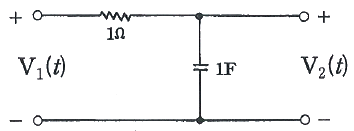 + +
1Ω
V₁(t) 1F V₂(t)
− −